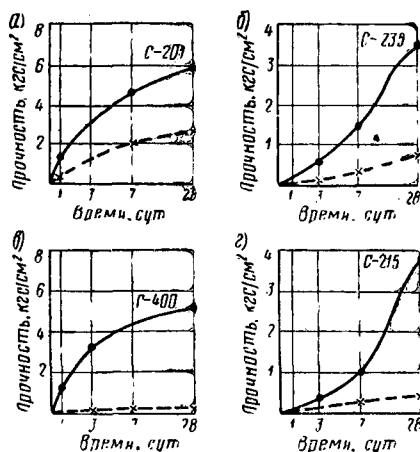 а)
Прочность, кгс/см²
8
6
4
2
С-201
1 3 7 28
Время, сут
б)
Прочность, кгс/см²
4
3
2
1
С-239
1 3 7 28
Время, сут
в)
Прочность, кгс/см²
8
6
4
2
С-400
1 3 7 28
Время, сут
г)
Прочность, кгс/см²
4
3
2
1
С-215
1 3 7 28
Время, сут